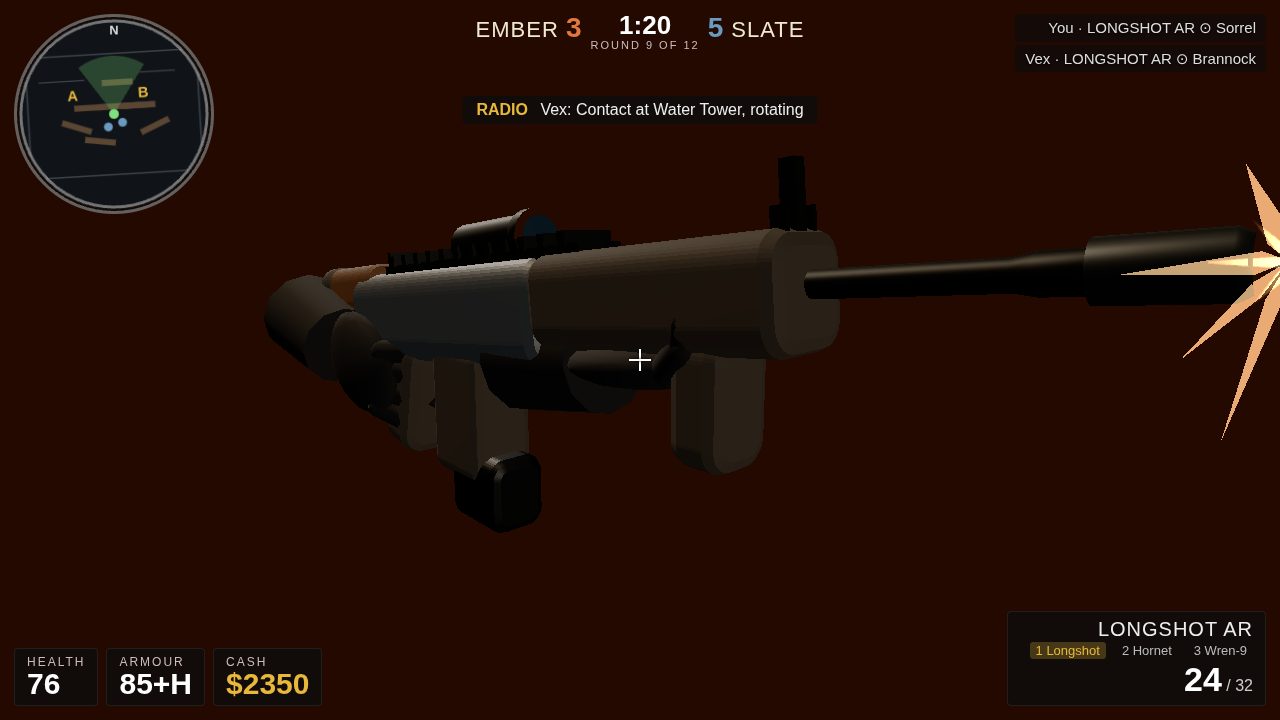 N
A
B
EMBER 3 1:20 5 SLATE
ROUND 9 OF 12
You · LONGSHOT AR ⊙ Sorrel
Vex · LONGSHOT AR ⊙ Brannock
RADIO Vex: Contact at Water Tower, rotating
HEALTH
76
ARMOUR
85+H
CASH
$2350
LONGSHOT AR
1 Longshot 2 Hornet 3 Wren-9
24 / 32